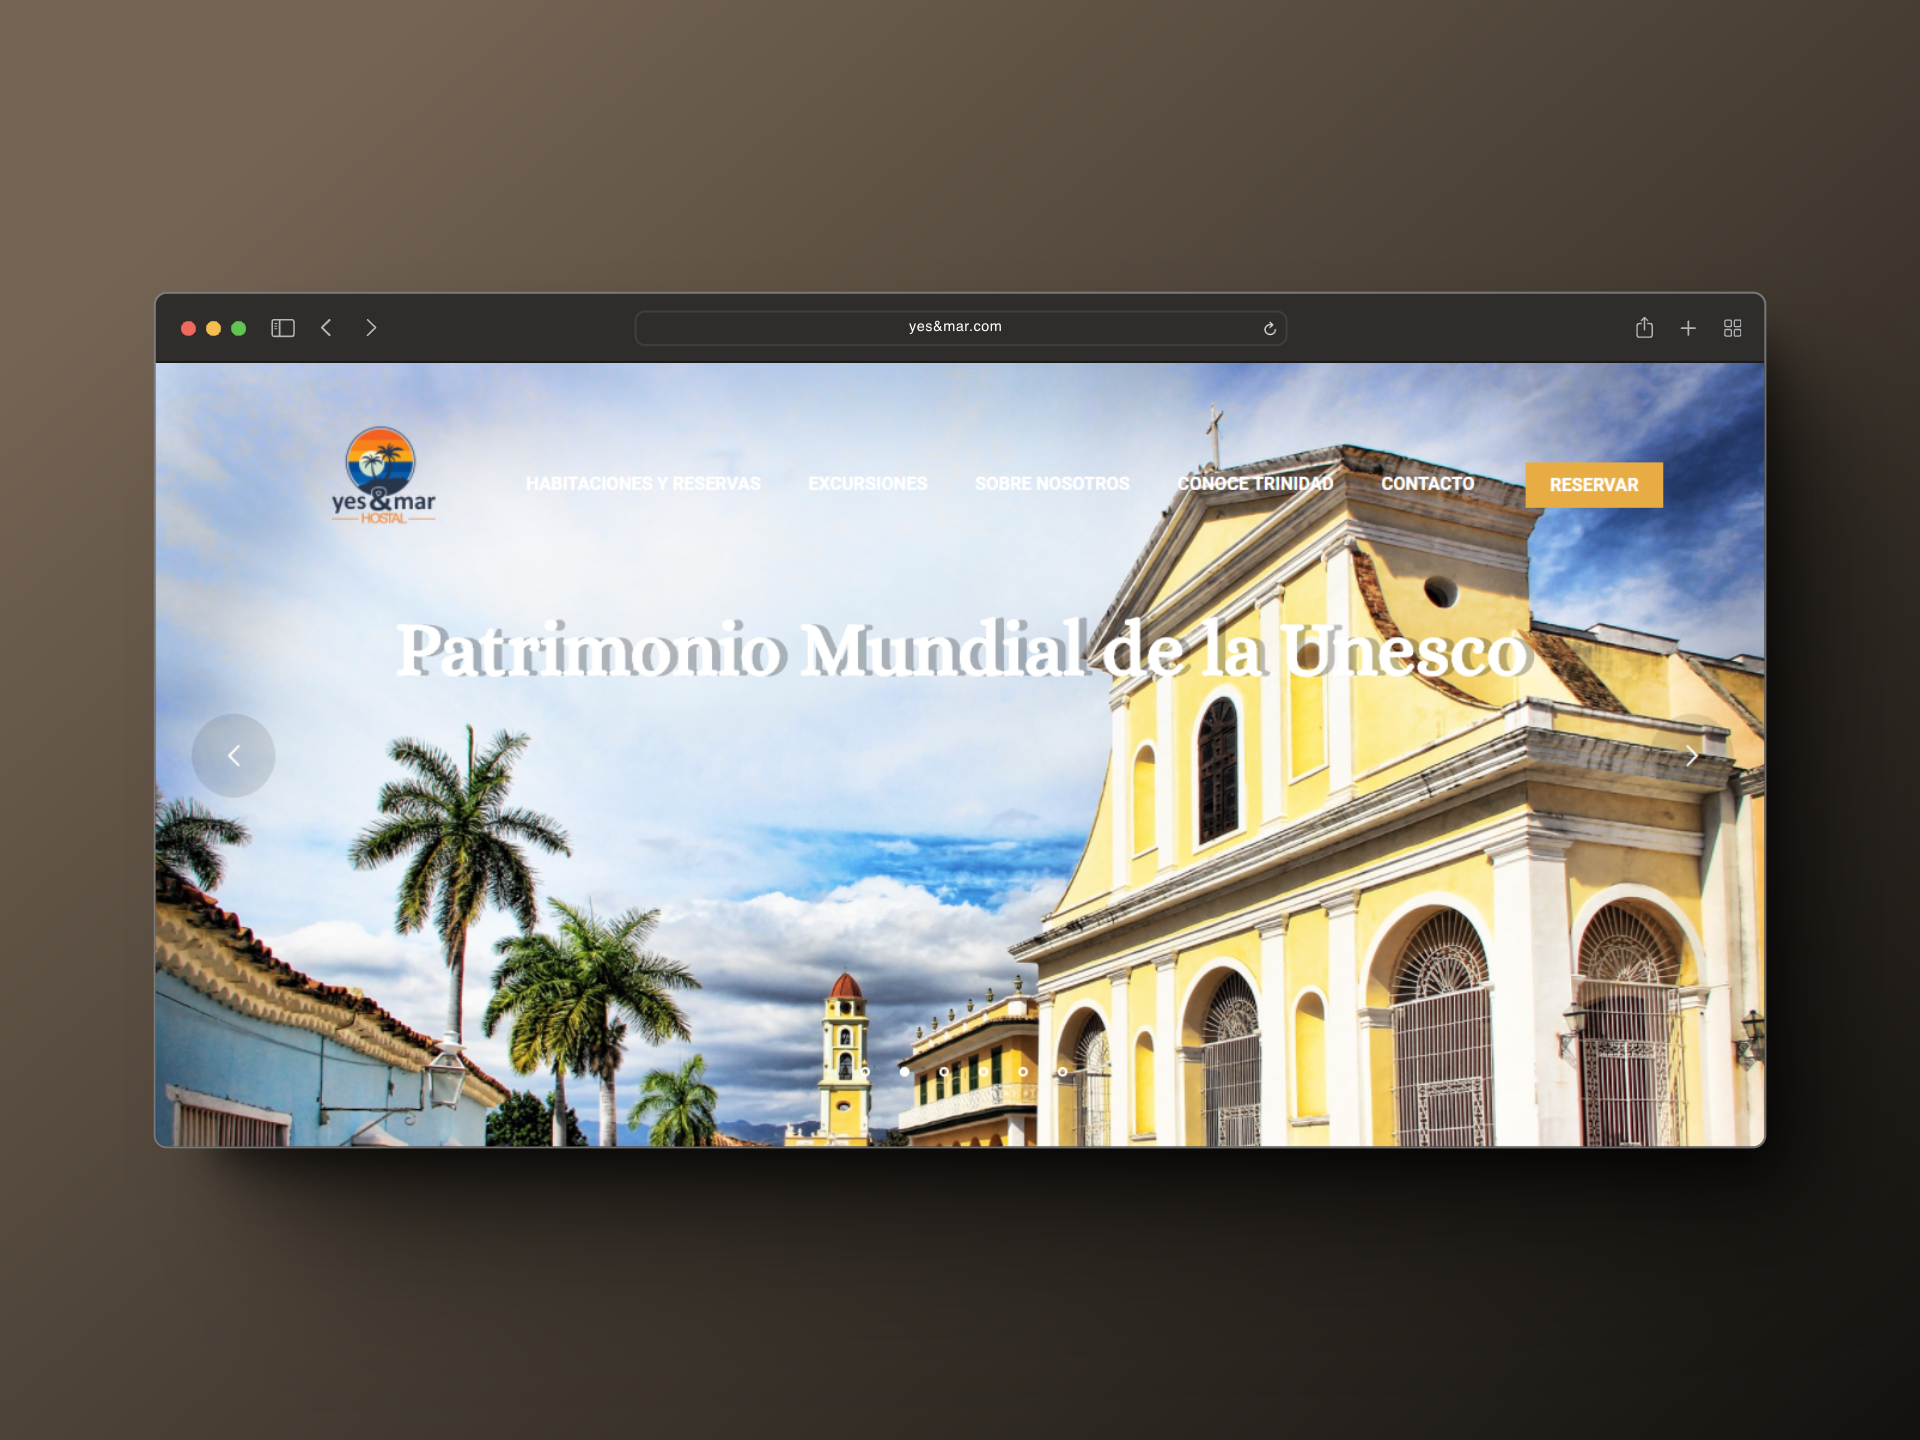 yes&mar.com
yes&mar
HOSTAL
HABITACIONES Y RESERVAS
EXCURSIONES
SOBRE NOSOTROS
CONOCE TRINIDAD
CONTACTO
RESERVAR
Patrimonio Mundial de la Unesco